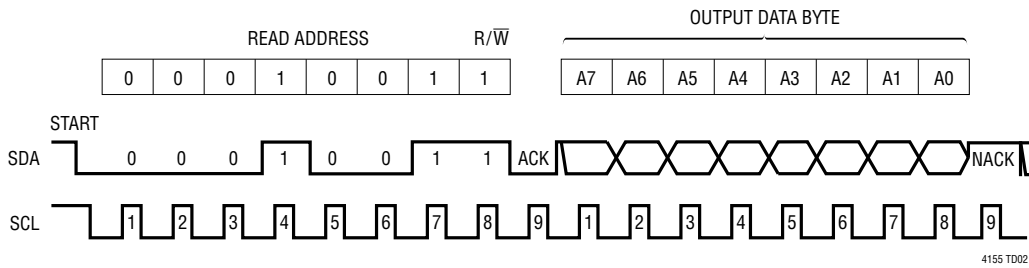 OUTPUT DATA BYTE
READ ADDRESS R/W̅
0 0 0 1 0 0 1 1 A7 A6 A5 A4 A3 A2 A1 A0
START
SDA 0 0 0 1 0 0 1 1 ACK NACK
SCL 1 2 3 4 5 6 7 8 9 1 2 3 4 5 6 7 8 9
4155 TD02